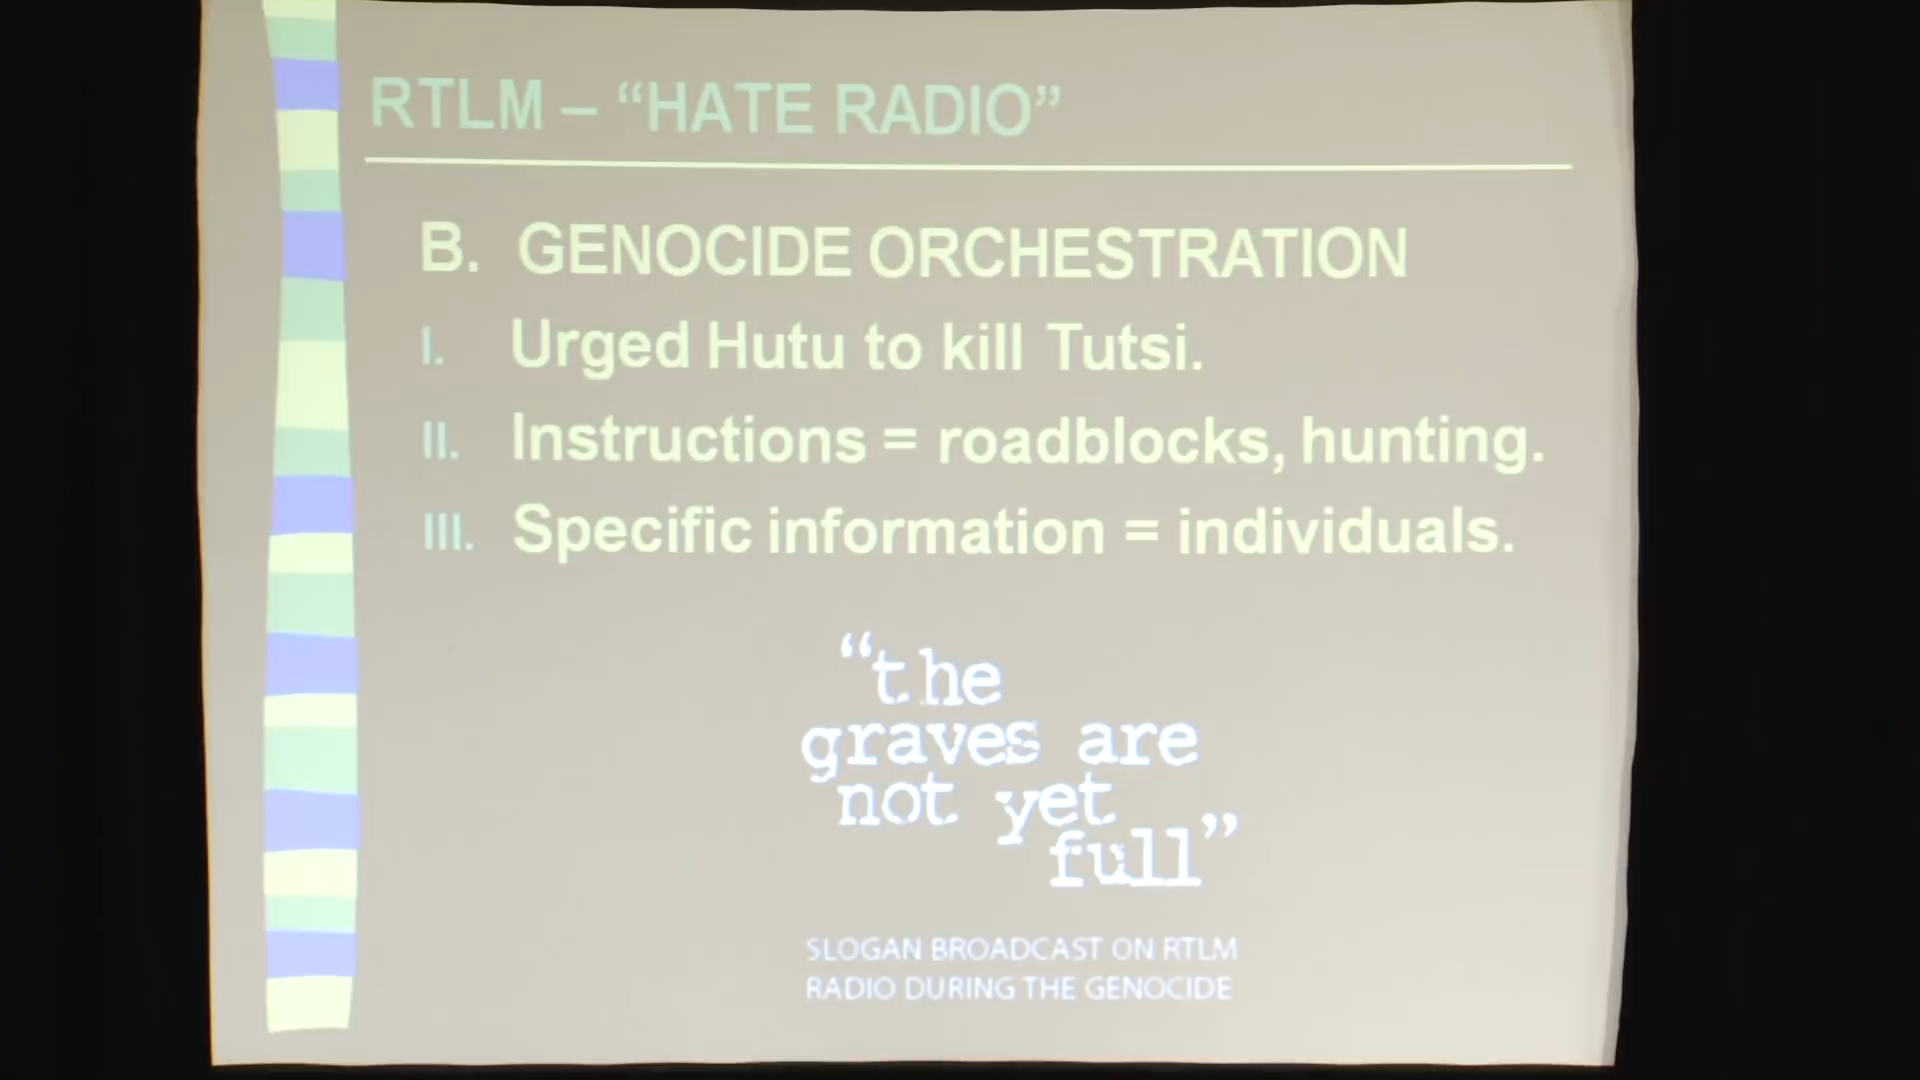 RTLM – “HATE RADIO”
B. GENOCIDE ORCHESTRATION
I. Urged Hutu to kill Tutsi.
II. Instructions = roadblocks, hunting.
III. Specific information = individuals.
“the
graves are
not yet
full”
SLOGAN BROADCAST ON RTLM
RADIO DURING THE GENOCIDE